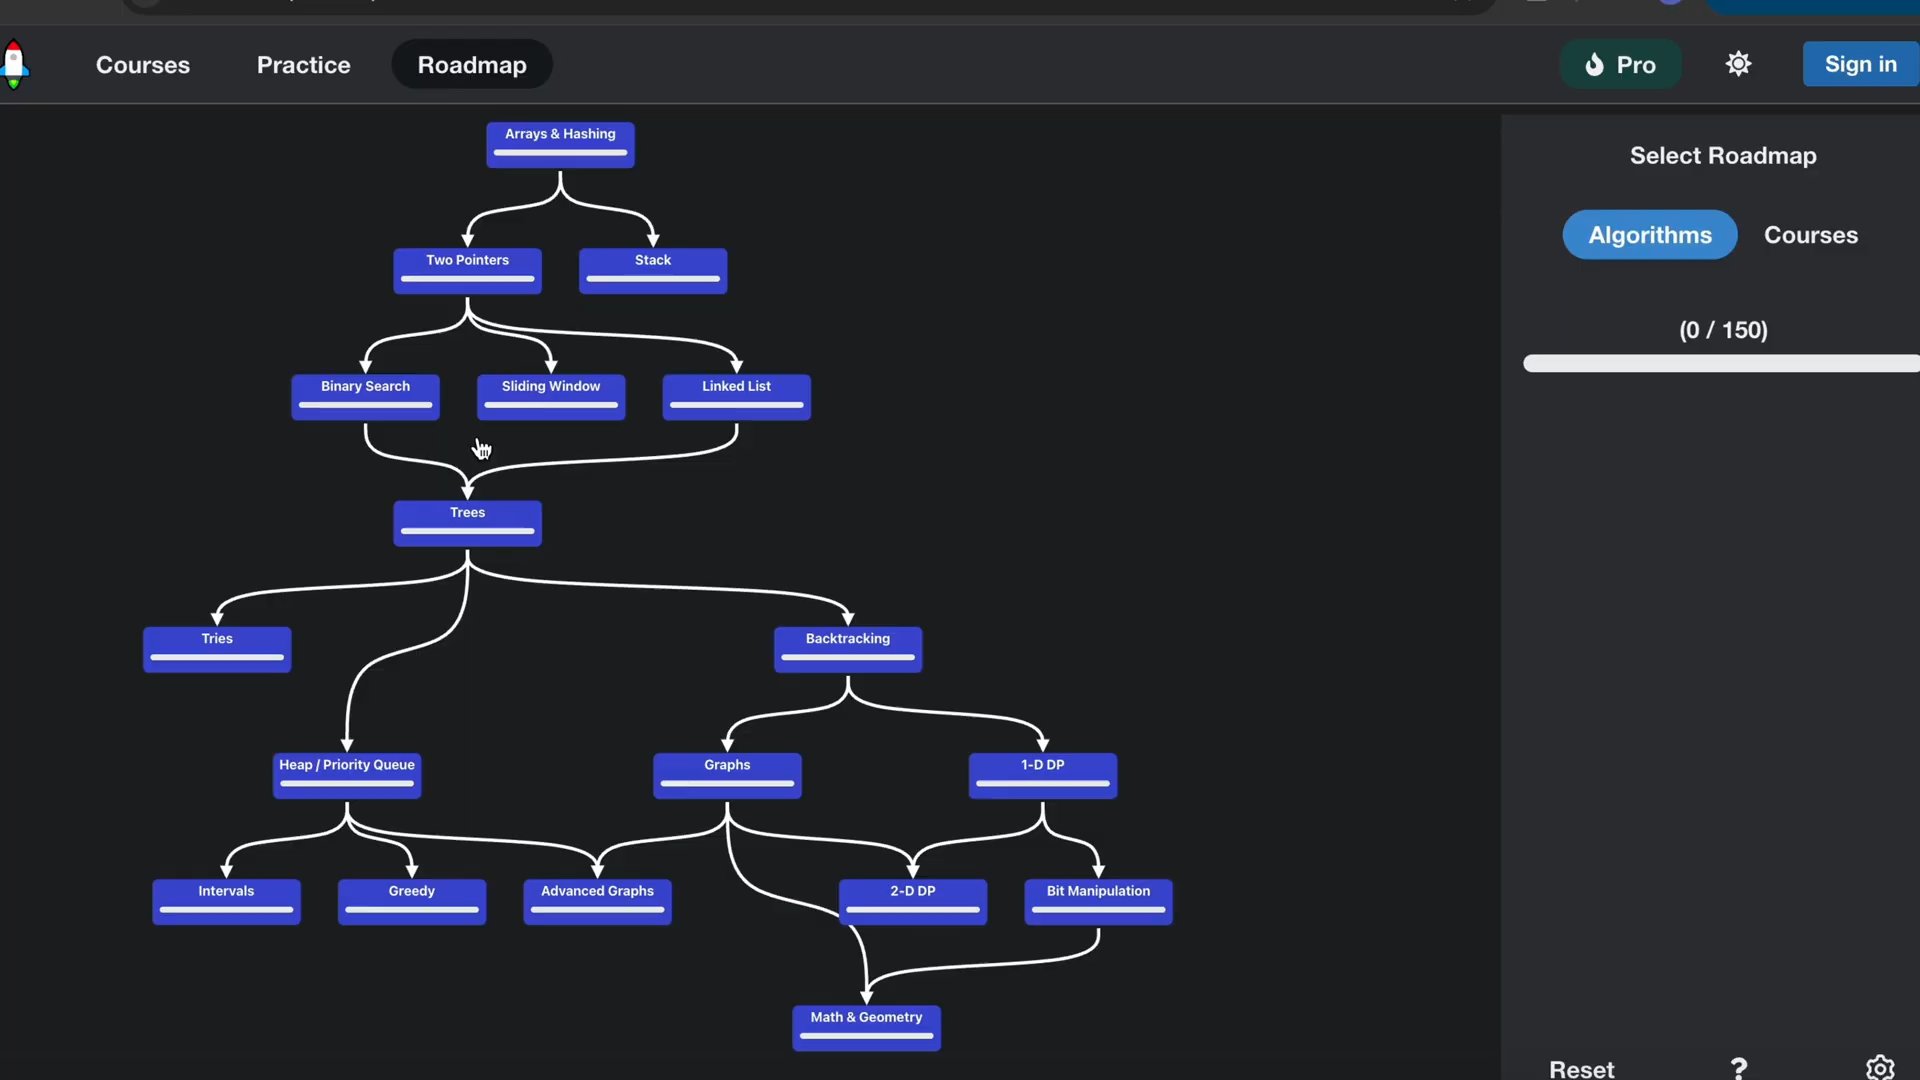 Courses
Practice
Roadmap
Pro
Sign in
Arrays & Hashing
Select Roadmap
Algorithms
Courses
Two Pointers
Stack
(0 / 150)
Binary Search
Sliding Window
Linked List
Trees
Tries
Backtracking
Heap / Priority Queue
Graphs
1-D DP
Intervals
Greedy
Advanced Graphs
2-D DP
Bit Manipulation
Math & Geometry
Reset
?